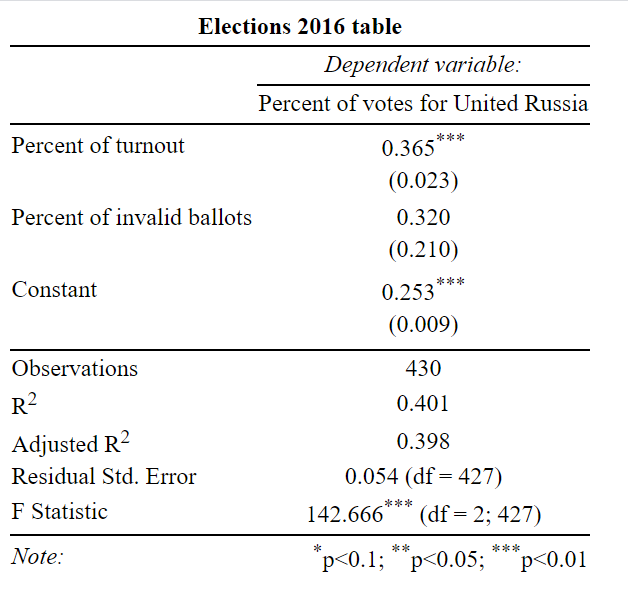 Elections 2016 table
Dependent variable:
Percent of votes for United Russia
Percent of turnout 0.365***
(0.023)
Percent of invalid ballots 0.320
(0.210)
Constant 0.253***
(0.009)
Observations 430
R2 0.401
Adjusted R2 0.398
Residual Std. Error 0.054 (df = 427)
F Statistic 142.666*** (df = 2; 427)
Note: *p<0.1; **p<0.05; ***p<0.01